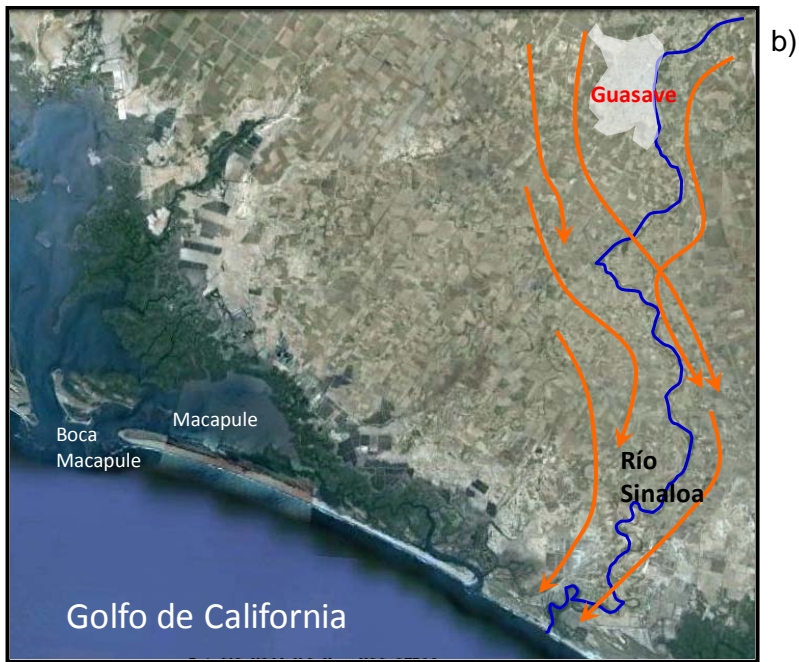 b)
Guasave
Macapule
Boca
Macapule
Río
Sinaloa
Golfo de California